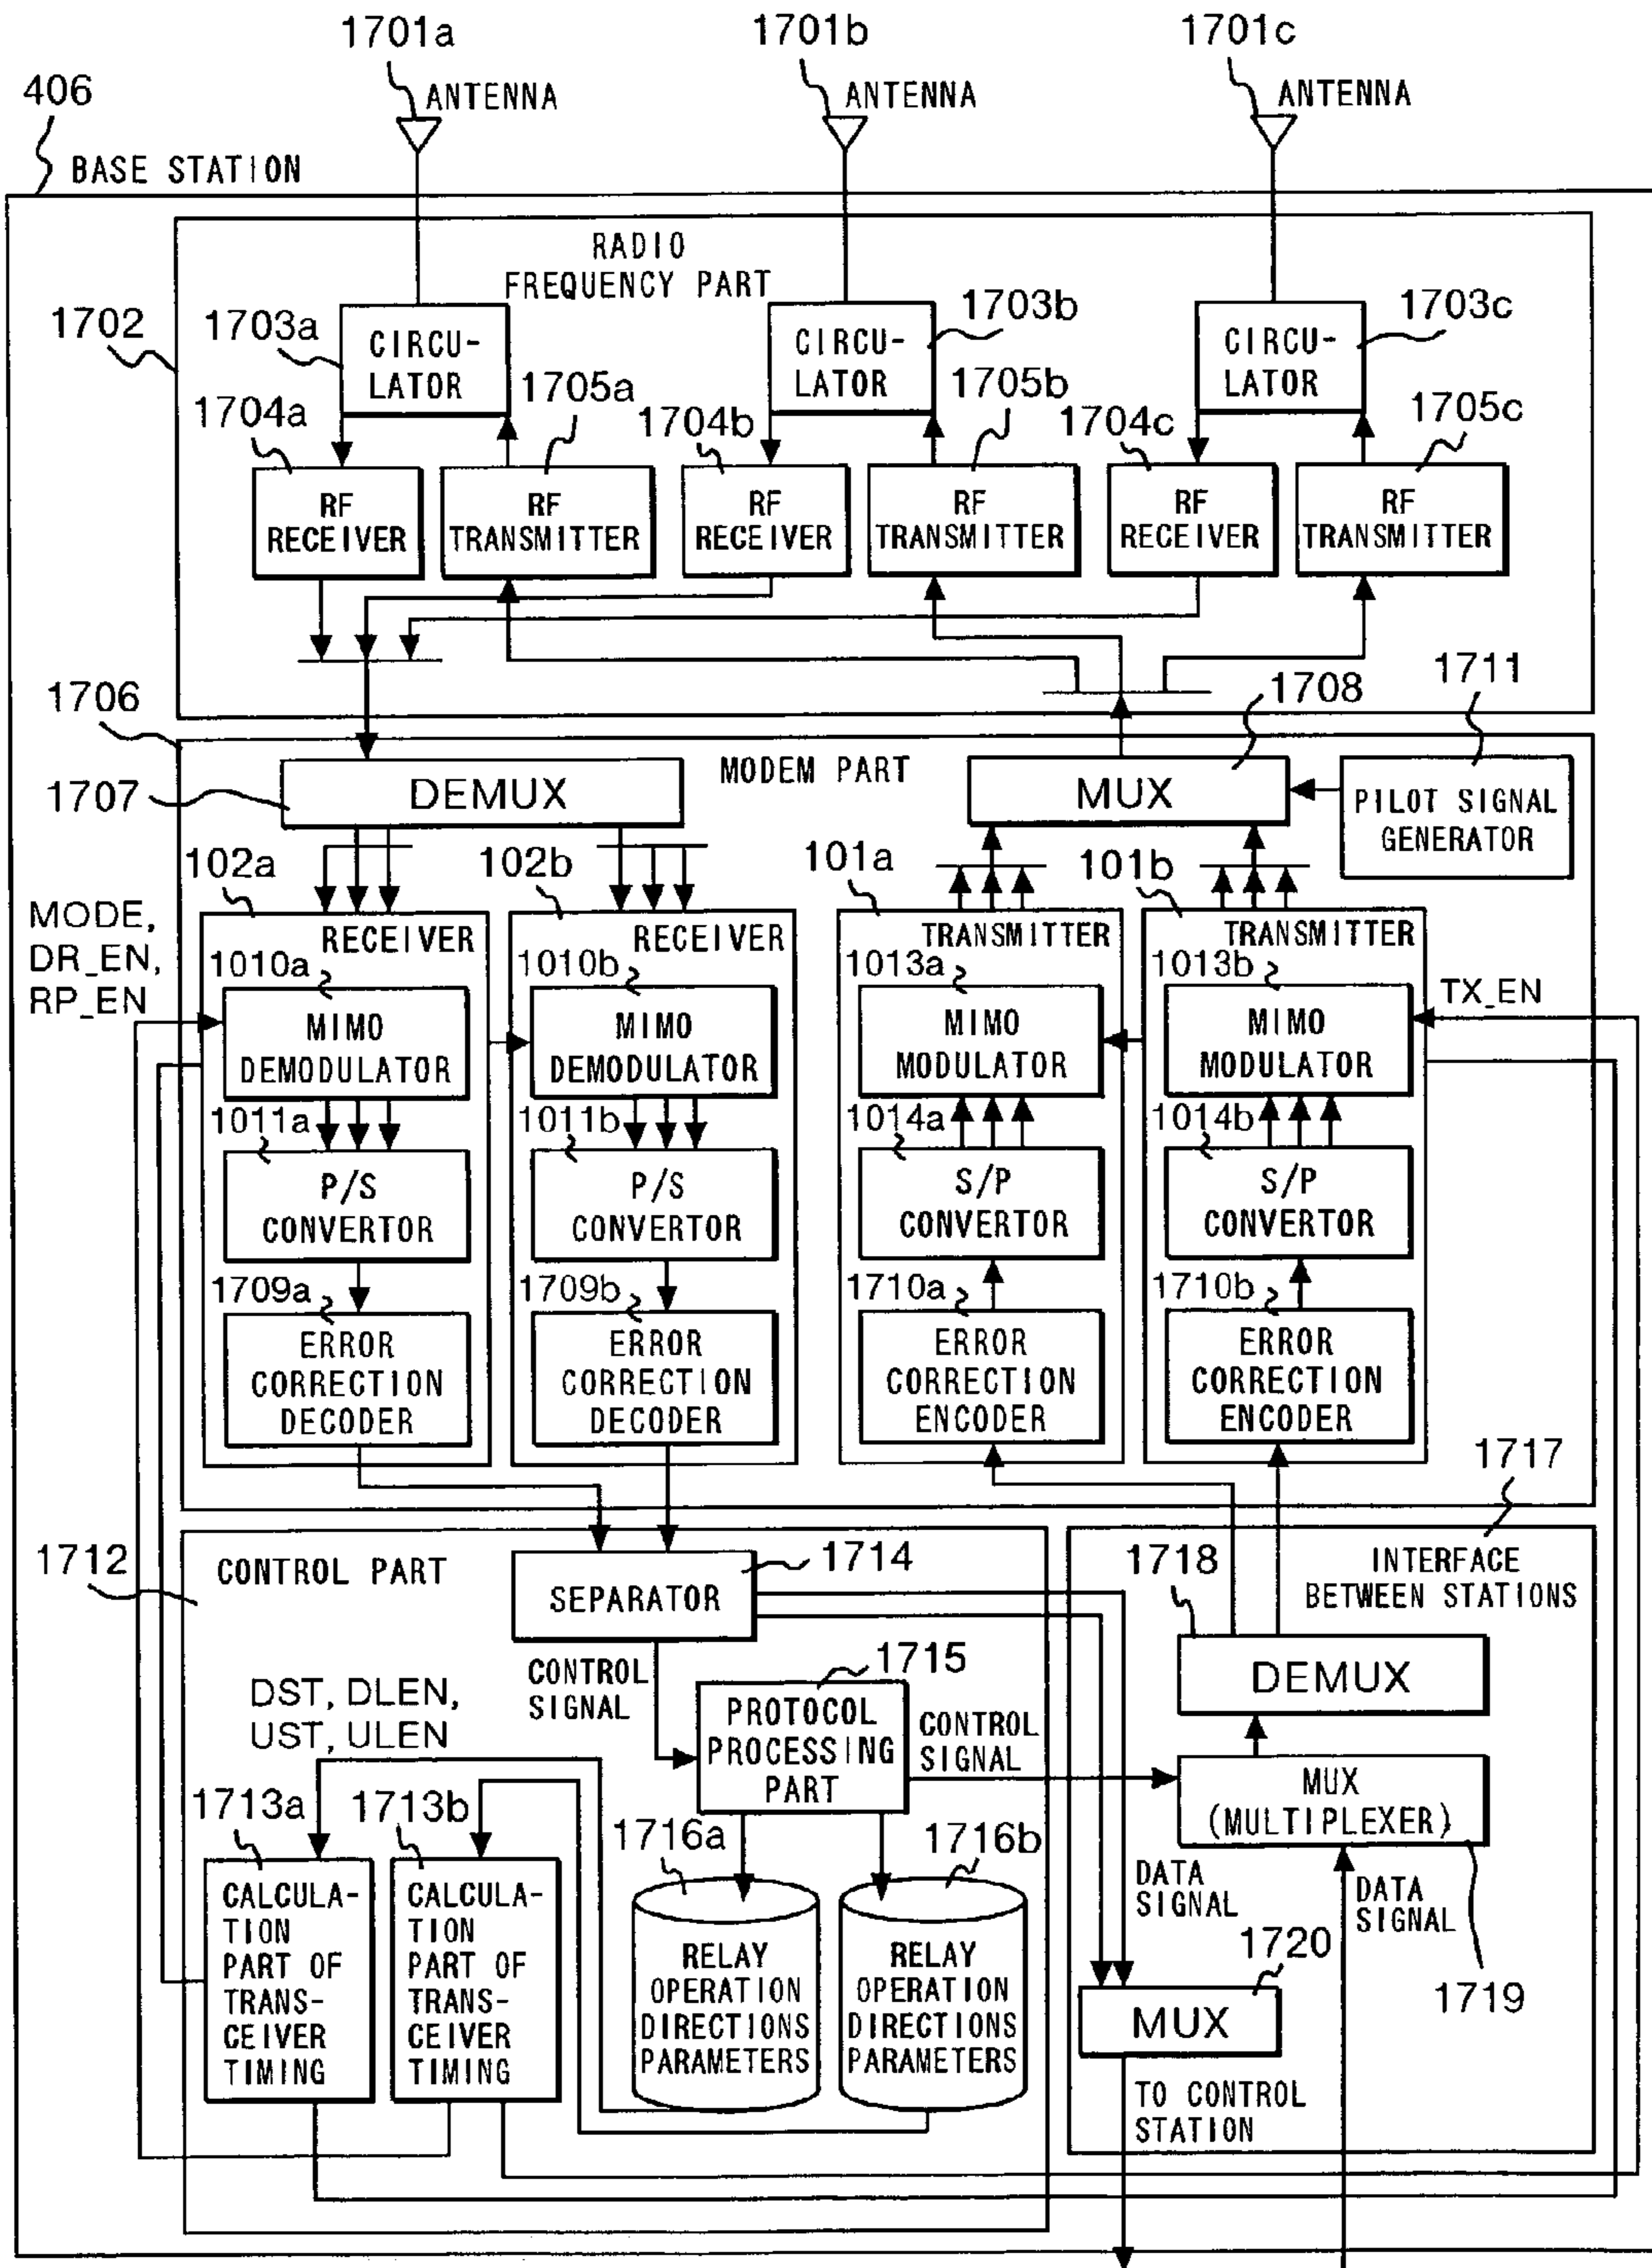 1701a
1701b
1701c
406
ANTENNA
ANTENNA
ANTENNA
BASE STATION
RADIO
FREQUENCY PART
1702
1703a
CIRCU-
LATOR
1703b
CIRCU-
LATOR
1703c
CIRCU-
LATOR
1704a
1705a
1704b
1705b
1704c
1705c
RF
RECEIVER
RF
TRANSMITTER
RF
RECEIVER
RF
TRANSMITTER
RF
RECEIVER
RF
TRANSMITTER
1706
1708
1711
MODEM PART
1707
DEMUX
MUX
PILOT SIGNAL
GENERATOR
102a
102b
101a
101b
MODE,
DR_EN,
RP_EN
RECEIVER
RECEIVER
TRANSMITTER
TRANSMITTER
1010a
1010b
1013a
1013b
TX_EN
MIMO
DEMODULATOR
MIMO
DEMODULATOR
MIMO
MODULATOR
MIMO
MODULATOR
1011a
1011b
1014a
1014b
P/S
CONVERTOR
P/S
CONVERTOR
S/P
CONVERTOR
S/P
CONVERTOR
1709a
1709b
1710a
1710b
ERROR
CORRECTION
DECODER
ERROR
CORRECTION
DECODER
ERROR
CORRECTION
ENCODER
ERROR
CORRECTION
ENCODER
1717
1712
CONTROL PART
1714
SEPARATOR
1718
INTERFACE
BETWEEN STATIONS
DEMUX
CONTROL
SIGNAL
1715
PROTOCOL
PROCESSING
PART
CONTROL
SIGNAL
DST, DLEN,
UST, ULEN
MUX
(MULTIPLEXER)
1713a
1713b
1716a
1716b
CALCULA-
TION
PART OF
TRANS-
CEIVER
TIMING
CALCULA-
TION
PART OF
TRANS-
CEIVER
TIMING
RELAY
OPERATION
DIRECTIONS
PARAMETERS
RELAY
OPERATION
DIRECTIONS
PARAMETERS
DATA
SIGNAL
DATA
SIGNAL
1720
1719
MUX
TO CONTROL
STATION